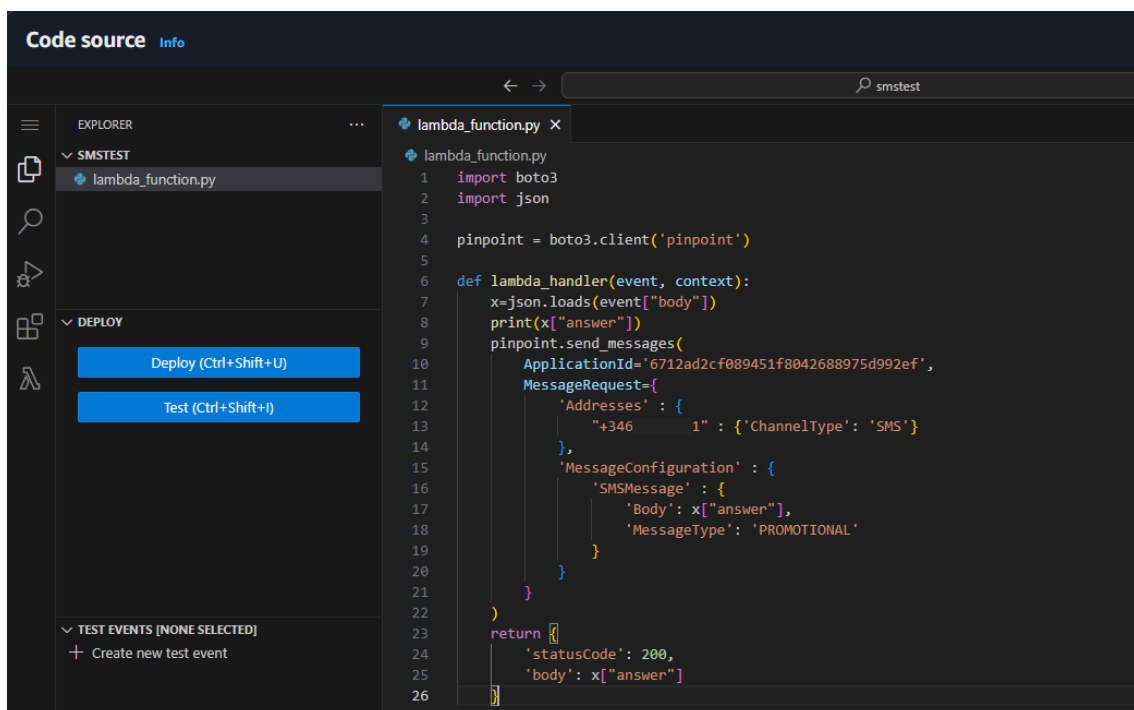 Code source Info
smstest
EXPLORER ...
SMSTEST
lambda_function.py
DEPLOY
Deploy (Ctrl+Shift+U)
Test (Ctrl+Shift+I)
TEST EVENTS [NONE SELECTED]
Create new test event
lambda_function.py
lambda_function.py
1 import boto3
2 import json
3
4 pinpoint = boto3.client('pinpoint')
5
6 def lambda_handler(event, context):
7     x=json.loads(event["body"])
8     print(x["answer"])
9     pinpoint.send_messages(
10         ApplicationId='6712ad2cf089451f8042688975d992ef',
11         MessageRequest={
12             'Addresses' : {
13                 "+346       1" : {'ChannelType': 'SMS'}
14             },
15             'MessageConfiguration' : {
16                 'SMSMessage' : {
17                     'Body': x["answer"],
18                     'MessageType': 'PROMOTIONAL'
19                 }
20             }
21         }
22     )
23     return {
24         'statusCode': 200,
25         'body': x["answer"]
26     }